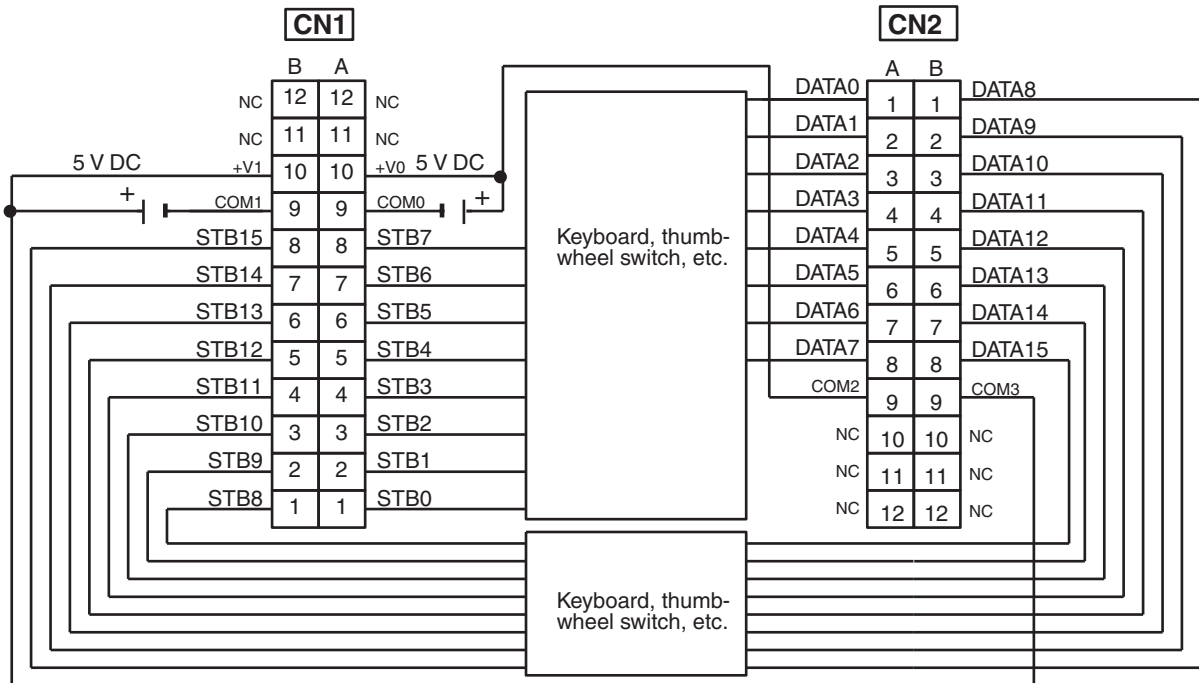 CN1
CN2
B A
A B
NC 12 12 NC
NC 11 11 NC
5 V DC +V1 10 10 +V0 5 V DC
+ COM1 9 9 COM0 +
STB15 8 8 STB7
STB14 7 7 STB6
STB13 6 6 STB5
STB12 5 5 STB4
STB11 4 4 STB3
STB10 3 3 STB2
STB9 2 2 STB1
STB8 1 1 STB0
Keyboard, thumb-
wheel switch, etc.
DATA0 1 1 DATA8
DATA1 2 2 DATA9
DATA2 3 3 DATA10
DATA3 4 4 DATA11
DATA4 5 5 DATA12
DATA5 6 6 DATA13
DATA6 7 7 DATA14
DATA7 8 8 DATA15
COM2 9 9 COM3
NC 10 10 NC
NC 11 11 NC
NC 12 12 NC
Keyboard, thumb-
wheel switch, etc.